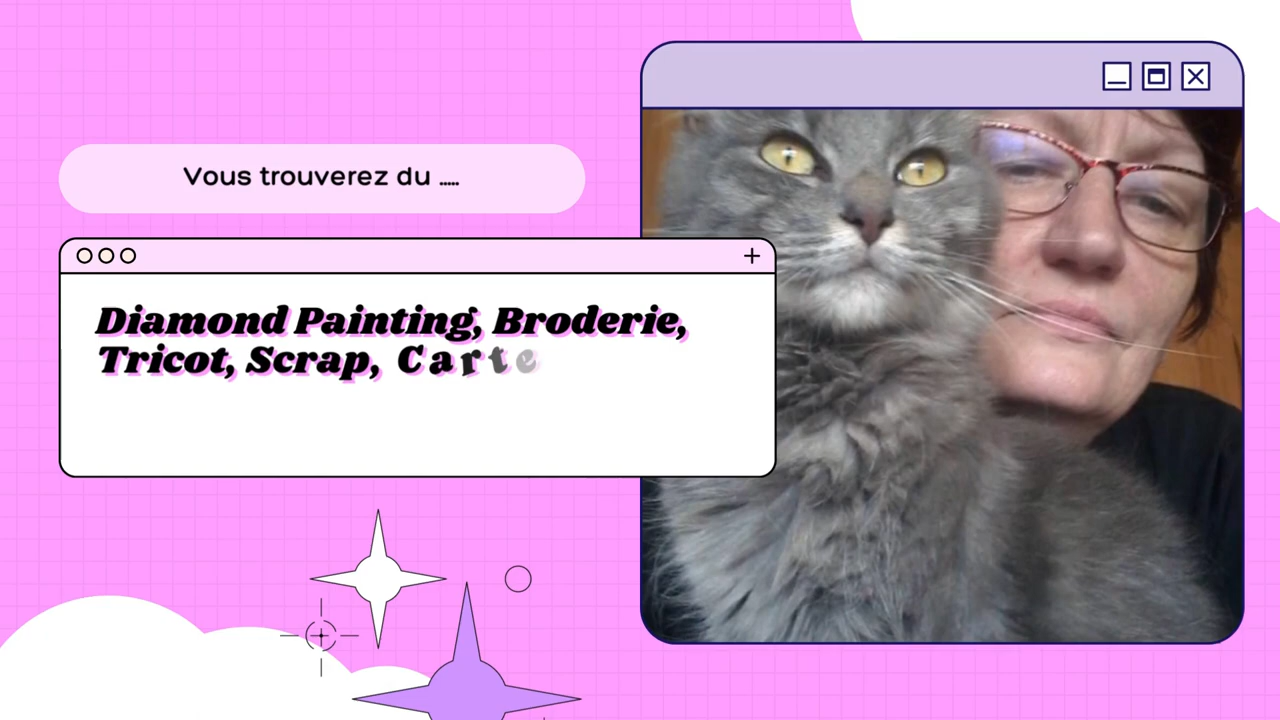 Vous trouverez du .....
Diamond Painting, Broderie,
Tricot, Scrap, Carte